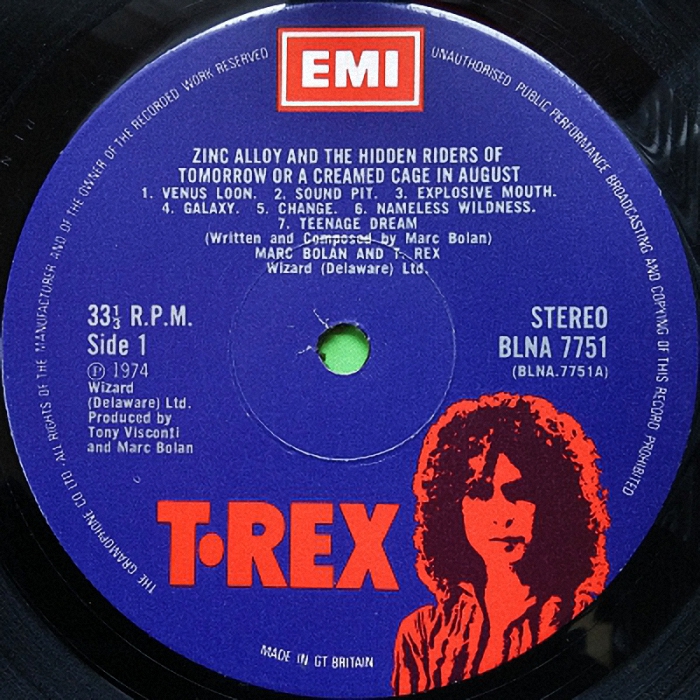 EMI
THE GRAMOPHONE CO LTD · ALL RIGHTS OF THE MANUFACTURER AND OF THE OWNER OF THE RECORDED WORK RESERVED
UNAUTHORISED PUBLIC PERFORMANCE BROADCASTING AND COPYING OF THIS RECORD PROHIBITED
ZINC ALLOY AND THE HIDDEN RIDERS OF
TOMORROW OR A CREAMED CAGE IN AUGUST
1. VENUS LOON. 2. SOUND PIT. 3. EXPLOSIVE MOUTH.
4. GALAXY. 5. CHANGE. 6. NAMELESS WILDNESS.
7. TEENAGE DREAM
(Written and Composed by Marc Bolan)
MARC BOLAN AND T. REX
Wizard (Delaware) Ltd.
33⅓ R.P.M.
Side 1
Ⓟ 1974
Wizard
(Delaware) Ltd.
Produced by
Tony Visconti
and Marc Bolan
STEREO
BLNA 7751
(BLNA.7751A)
T·REX
MADE IN GT BRITAIN